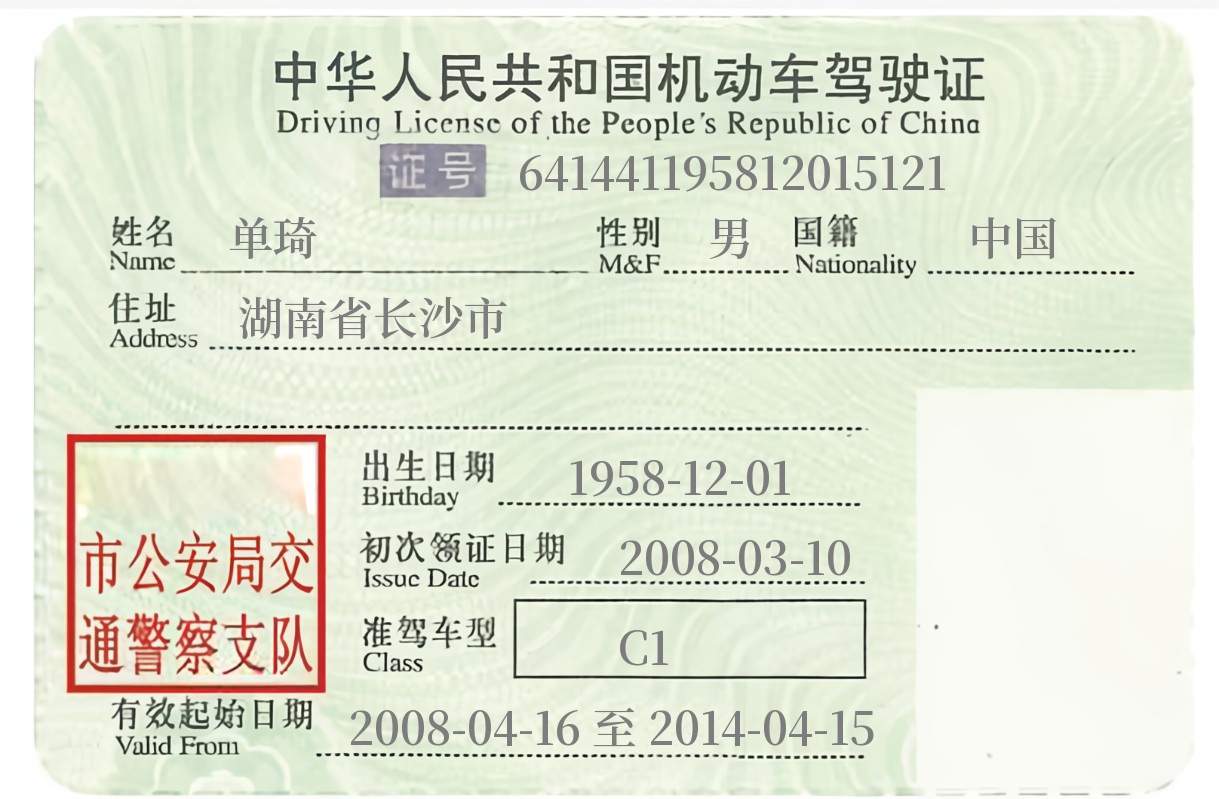 中华人民共和国机动车驾驶证
Driving License of the People's Republic of China
证号 641441195812015121
姓名 单琦 性别 男 国籍 中国
Name M&F Nationality
住址 湖南省长沙市
Address
出生日期 1958-12-01
Birthday
初次领证日期 2008-03-10
Issue Date
市公安局交
通警察支队
准驾车型 C1
Class
有效起始日期 2008-04-16 至 2014-04-15
Valid From